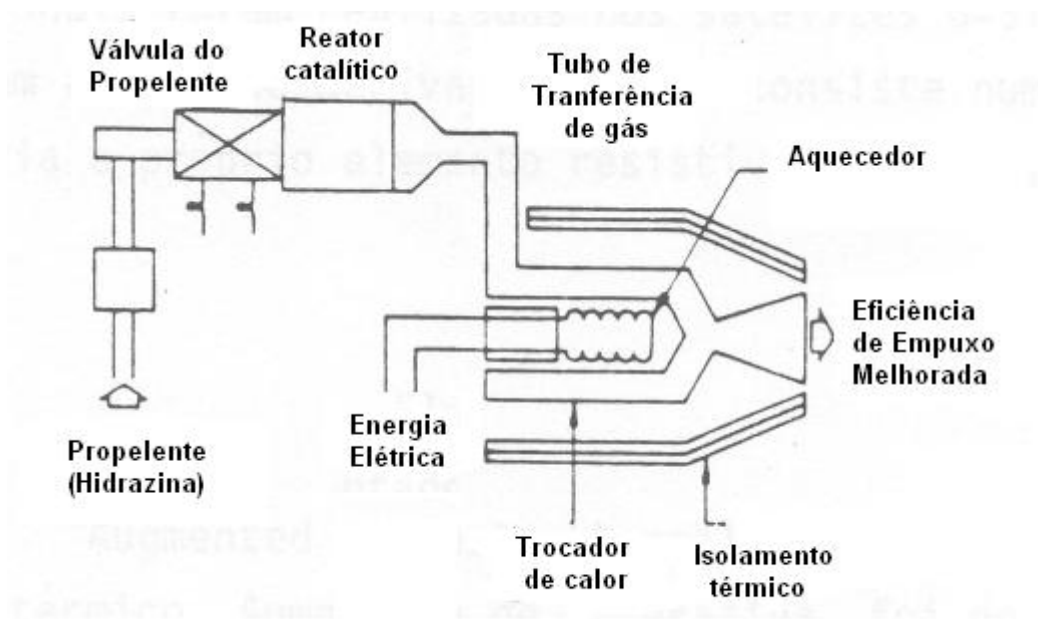 Válvula do
Propelente
Reator
catalítico
Tubo de
Tranferência
de gás
Aquecedor
Eficiência
de Empuxo
Melhorada
Energia
Elétrica
Propelente
(Hidrazina)
Trocador
de calor
Isolamento
térmico
Augmented